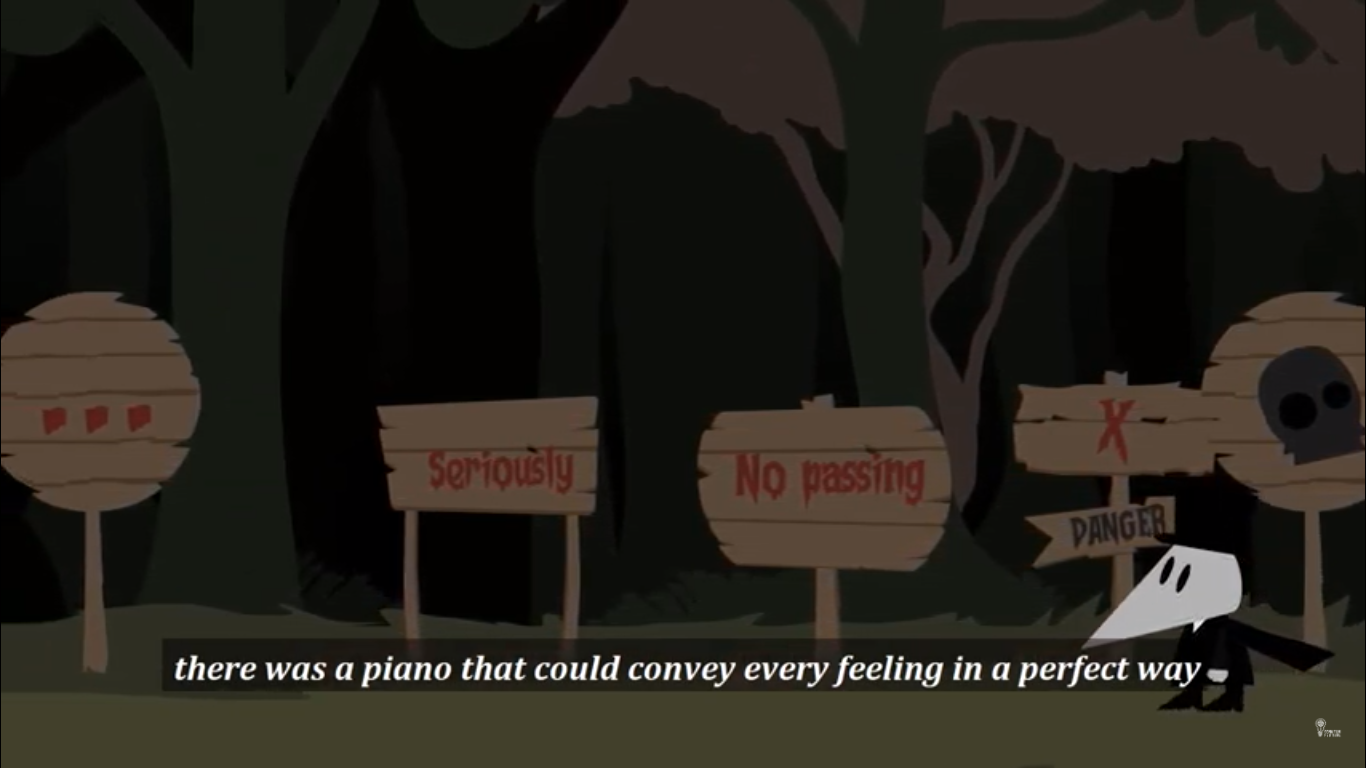 Seriously
No passing
X
DANGER
there was a piano that could convey every feeling in a perfect way